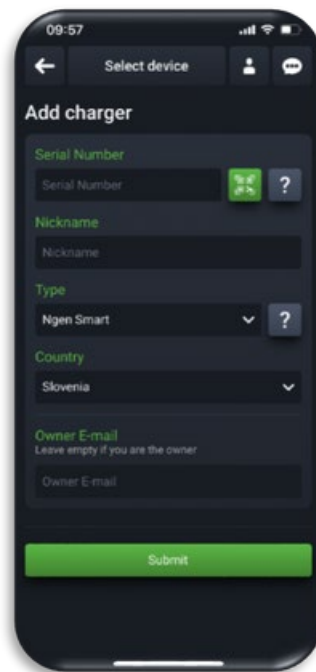 09:57
Select device
Add charger
Serial Number
Serial Number
?
Nickname
Nickname
Type
Ngen Smart
?
Country
Slovenia
Owner E-mail
Leave empty if you are the owner
Owner E-mail
Submit